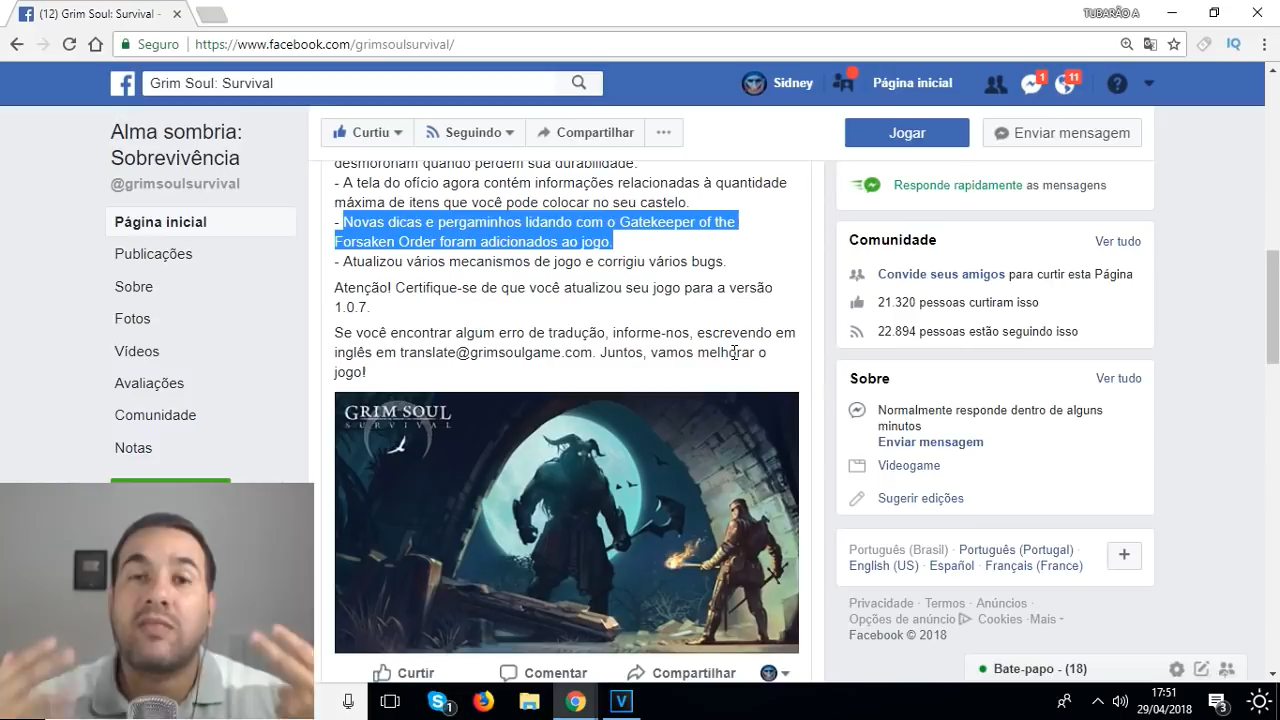 (12) Grim Soul: Survival -
TUBARÃO A
Seguro
https://www.facebook.com/grimsoulsurvival/
Grim Soul: Survival
Sidney
Página inicial
1
11
Alma sombria:
Sobrevivência
@grimsoulsurvival
Página inicial
Publicações
Sobre
Fotos
Vídeos
Avaliações
Comunidade
Notas
Curtiu
Seguindo
Compartilhar
Jogar
Enviar mensagem
desmoronam quando perdem sua durabilidade.
- A tela do ofício agora contém informações relacionadas à quantidade
máxima de itens que você pode colocar no seu castelo.
- Novas dicas e pergaminhos lidando com o Gatekeeper of the
Forsaken Order foram adicionados ao jogo.
- Atualizou vários mecanismos de jogo e corrigiu vários bugs.
Atenção! Certifique-se de que você atualizou seu jogo para a versão
1.0.7.
Se você encontrar algum erro de tradução, informe-nos, escrevendo em
inglês em translate@grimsoulgame.com. Juntos, vamos melhorar o
jogo!
GRIM SOUL
SURVIVAL
Curtir
Comentar
Compartilhar
Responde rapidamente as mensagens
Comunidade
Ver tudo
Convide seus amigos para curtir esta Página
21.320 pessoas curtiram isso
22.894 pessoas estão seguindo isso
Sobre
Ver tudo
Normalmente responde dentro de alguns
minutos
Enviar mensagem
Videogame
Sugerir edições
Português (Brasil) · Português (Portugal) ·
English (US) · Español · Français (France)
+
Privacidade · Termos · Anúncios ·
Opções de anúncio · Cookies · Mais
Facebook © 2018
Bate-papo - (18)
1
V
17:51
29/04/2018
3